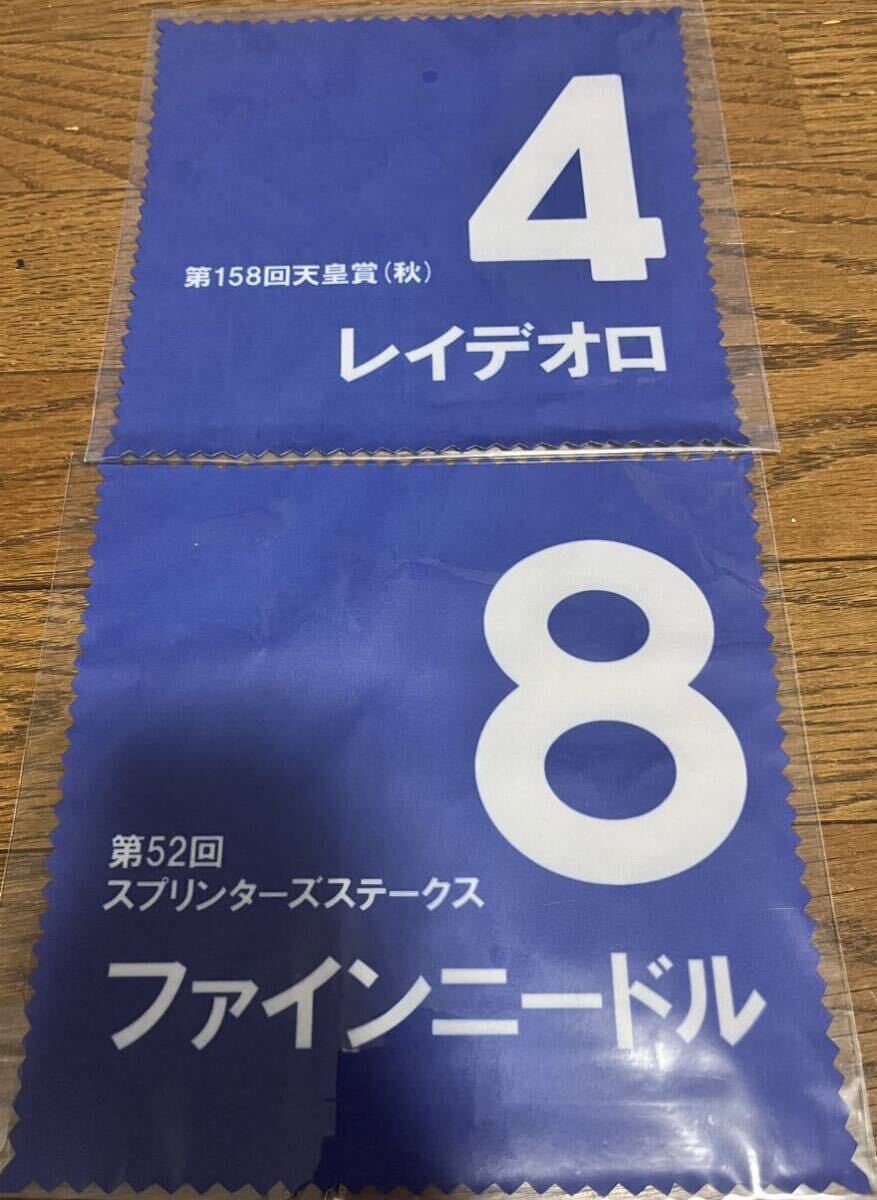 4
第158回天皇賞(秋)
レイデオロ
8
第52回
スプリンターズステークス
ファインニードル